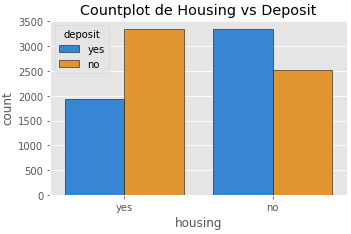 Countplot de Housing vs Deposit
deposit
yes
no
count
3500
3000
2500
2000
1500
1000
500
0
yes
no
housing